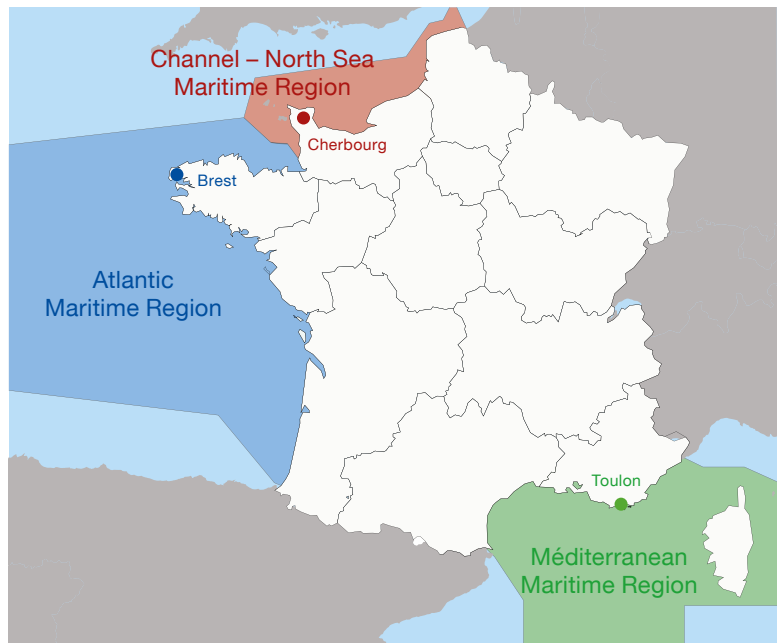 Channel – North Sea
Maritime Region
Cherbourg
Brest
Atlantic
Maritime Region
Toulon
Méditerranean
Maritime Region